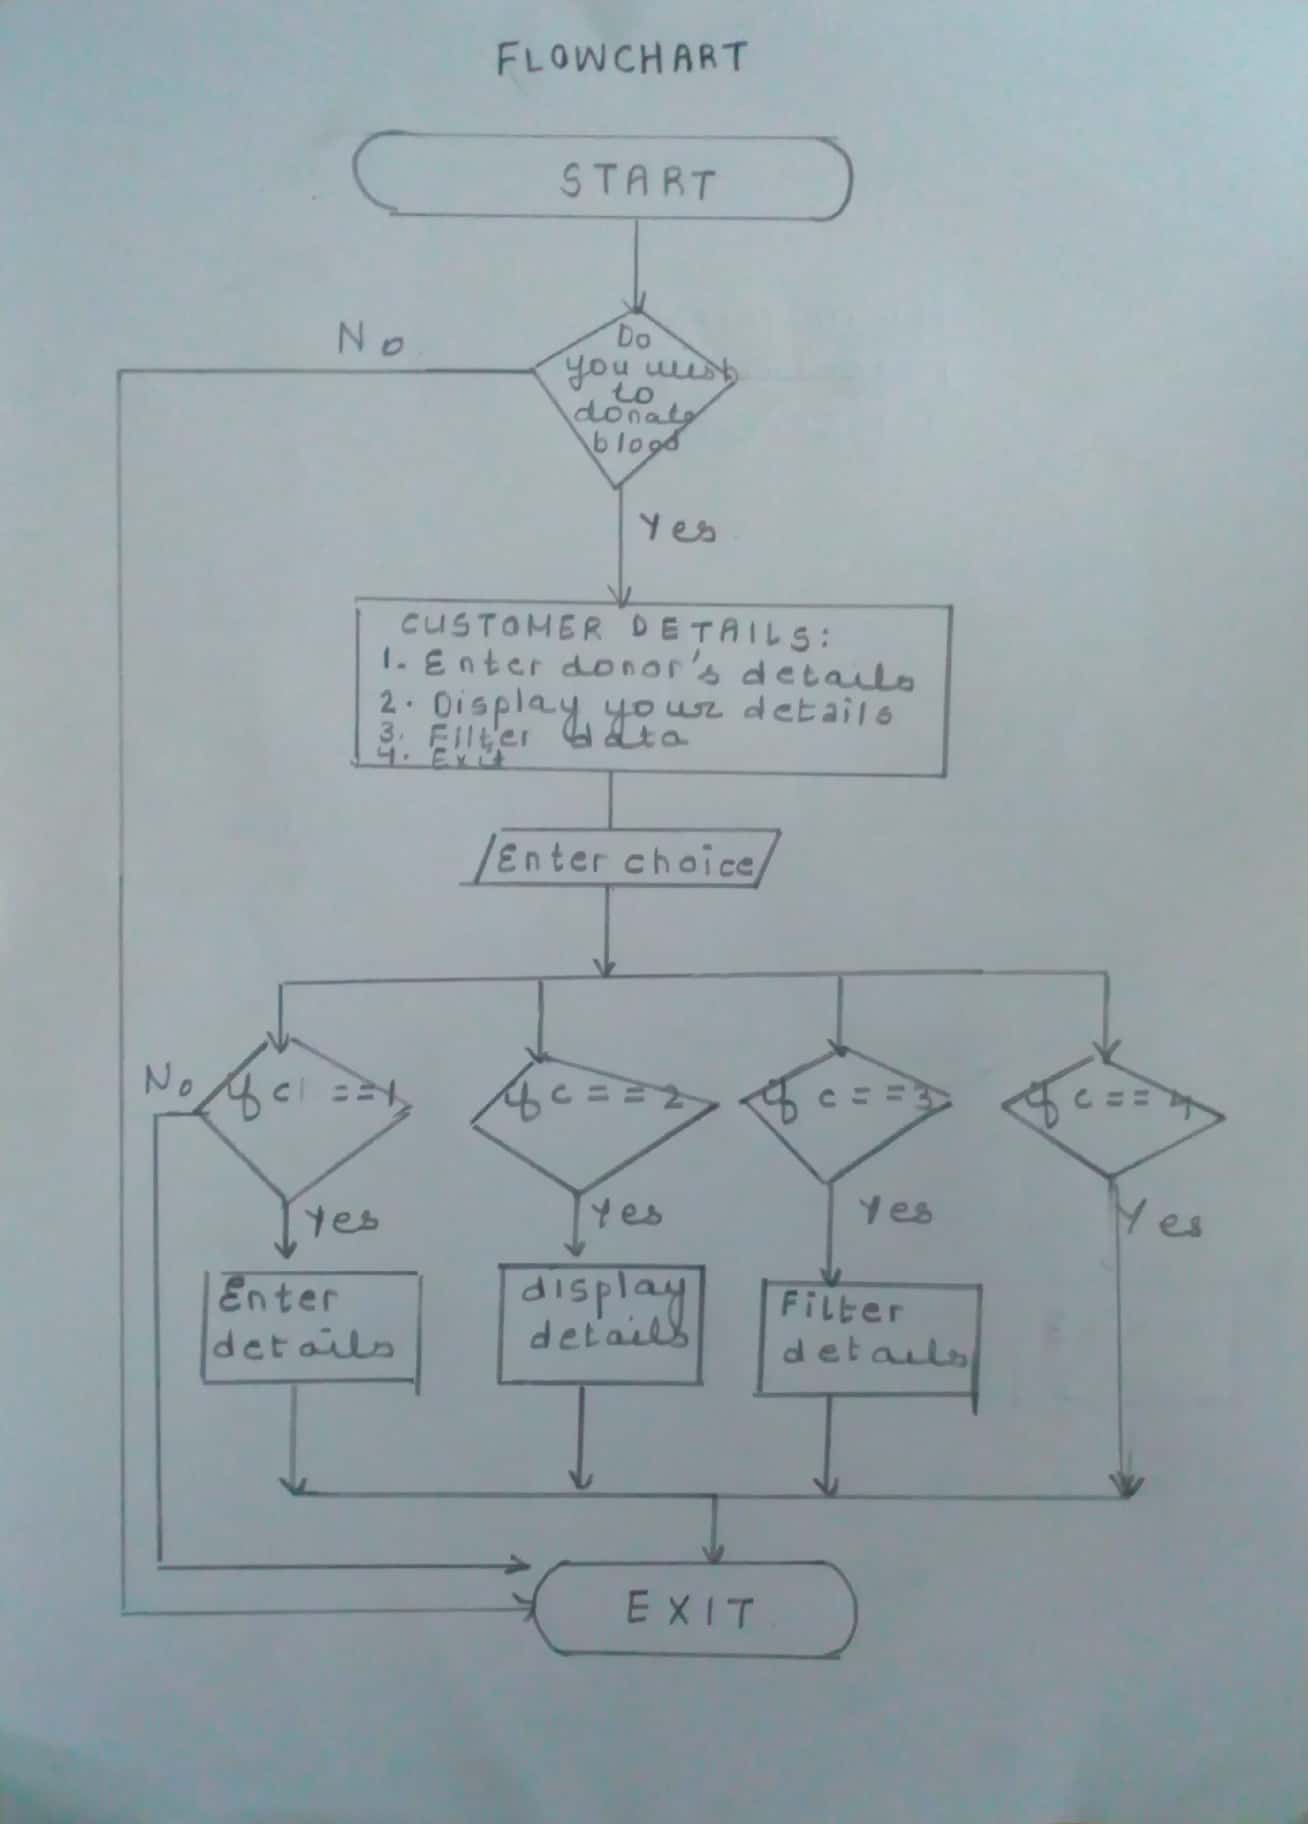 FLOWCHART
START
No
Do
you wish
to
donate
blood
Yes
CUSTOMER DETAILS:
1. Enter donor's details
2. Display your details
3. Filter data
4. Exit
Enter choice
No
if c == 1
if c == 2
if c == 3
if c == 4
Yes
Yes
Yes
Yes
Enter
details
display
details
Filter
details
EXIT